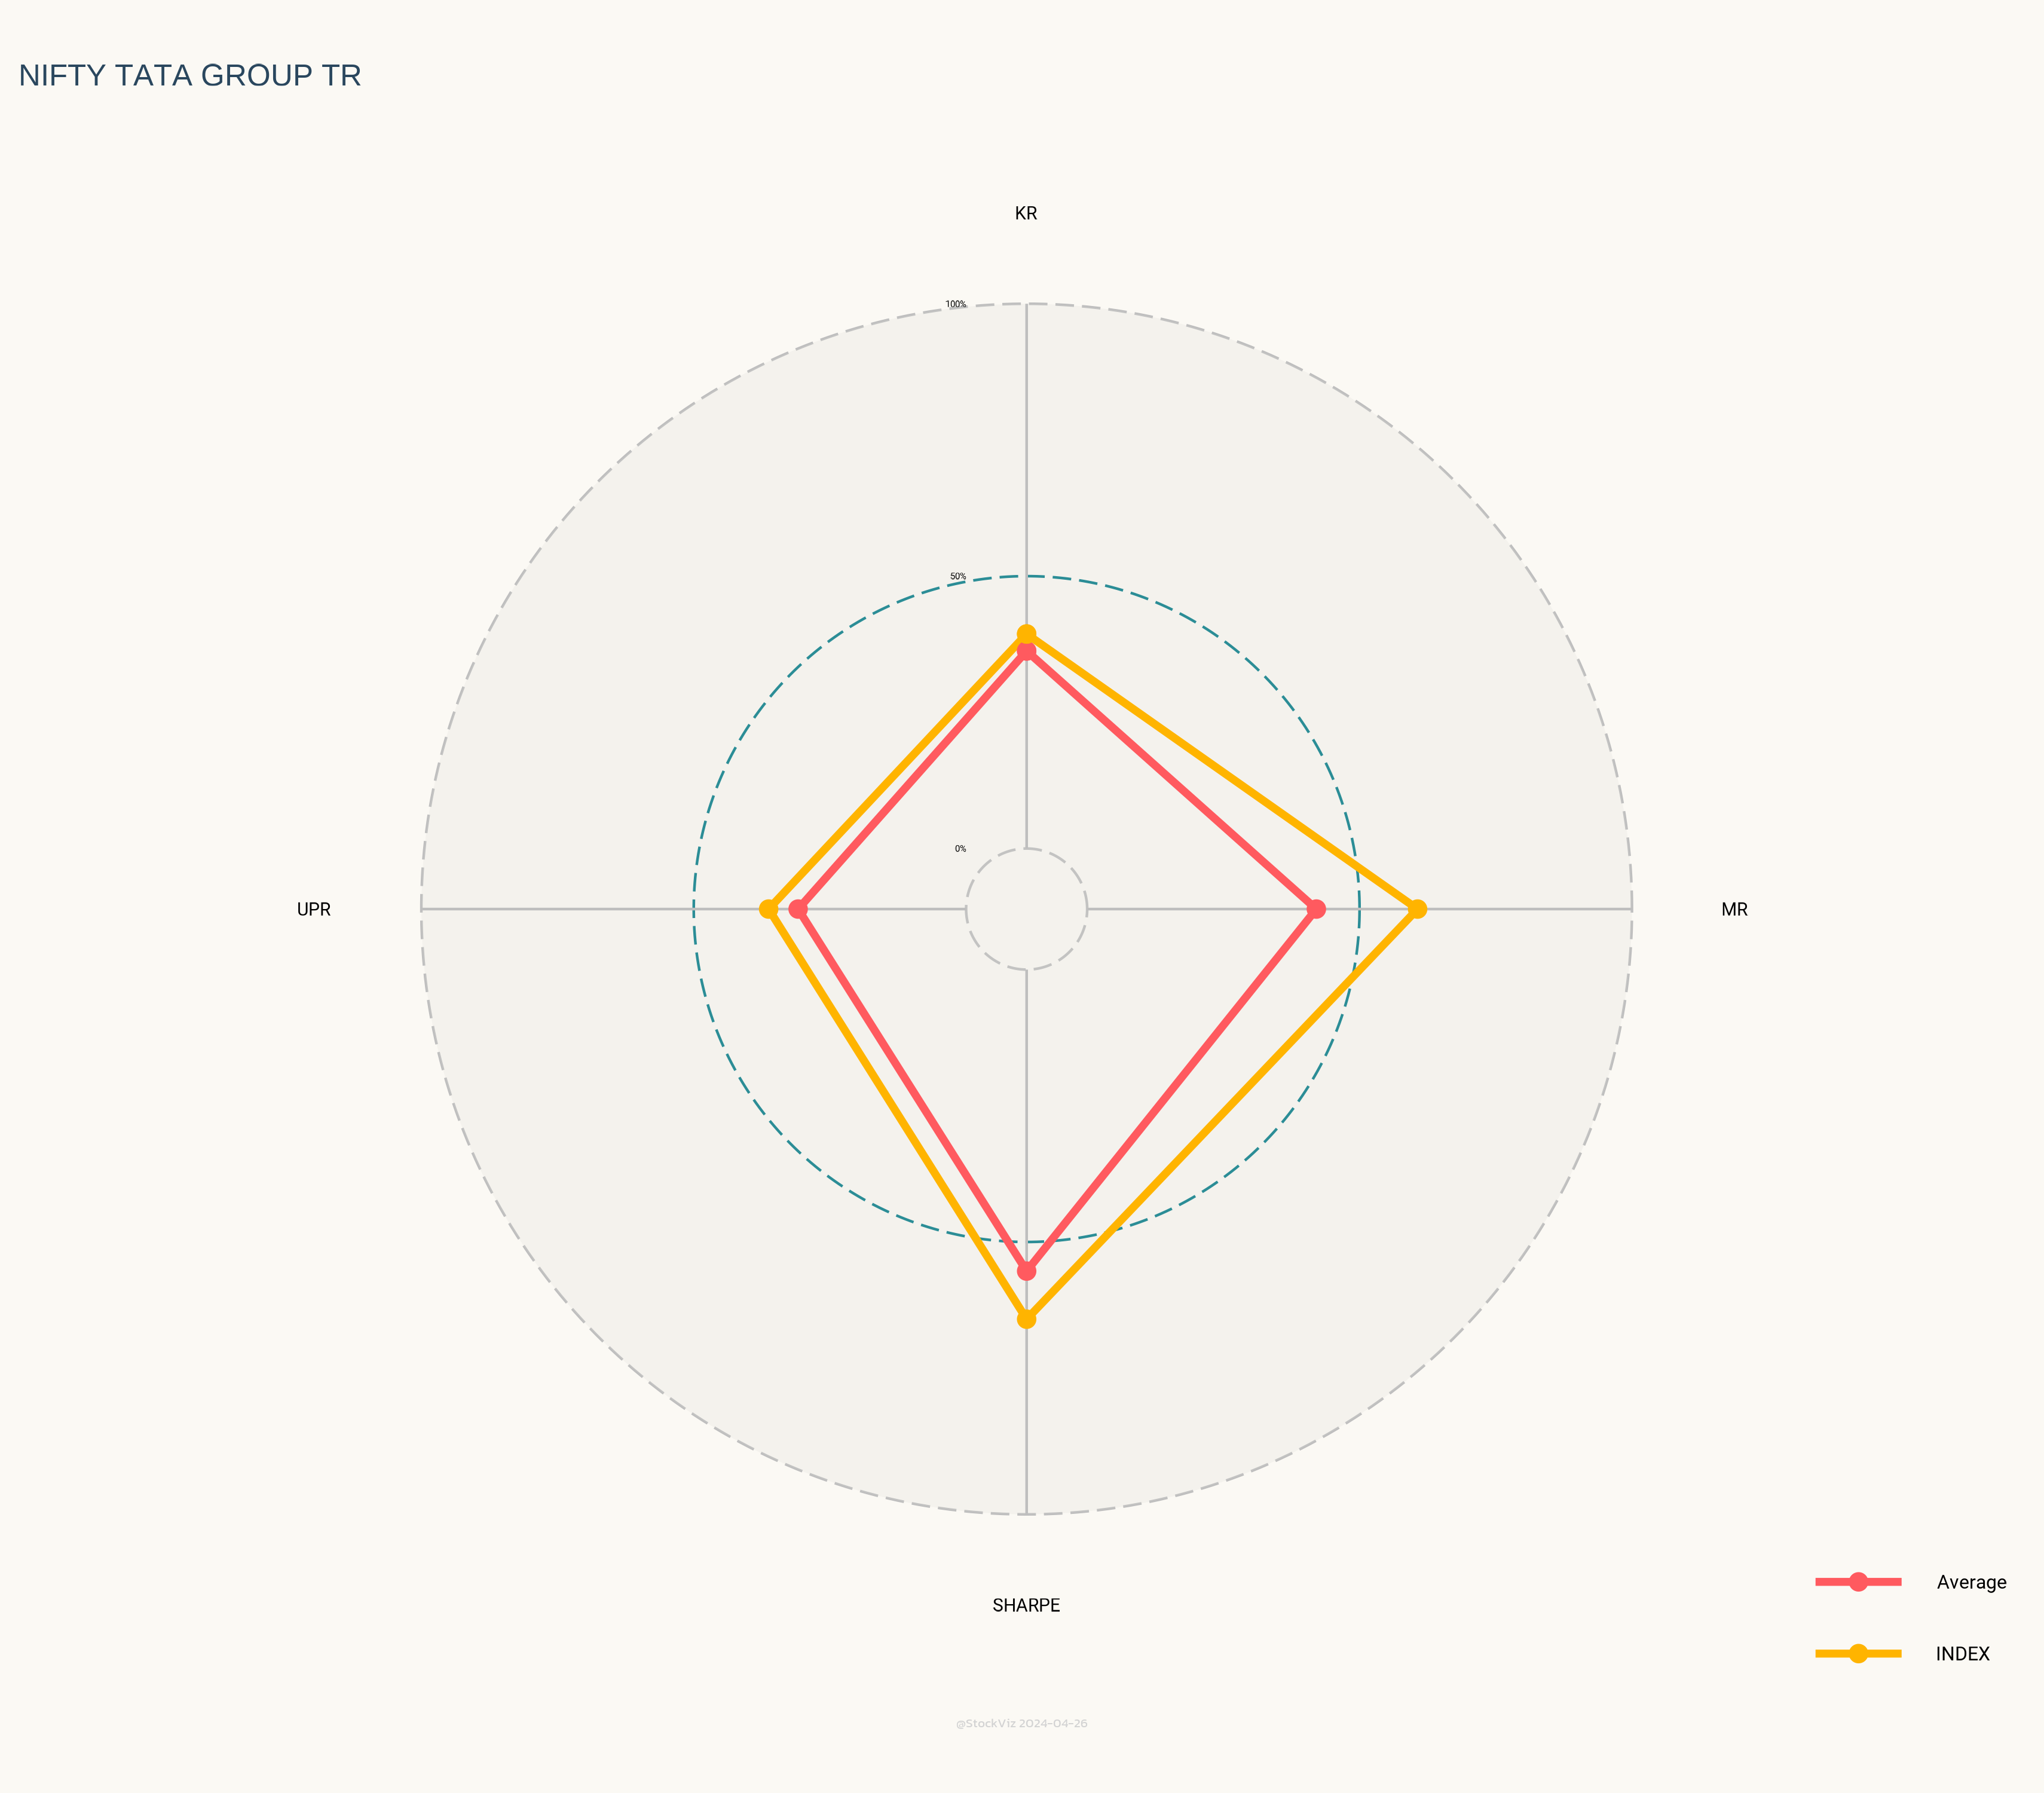 NIFTY TATA GROUP TR
KR
100%
50%
0%
UPR
MR
SHARPE
Average
INDEX
@StockViz 2024-04-26